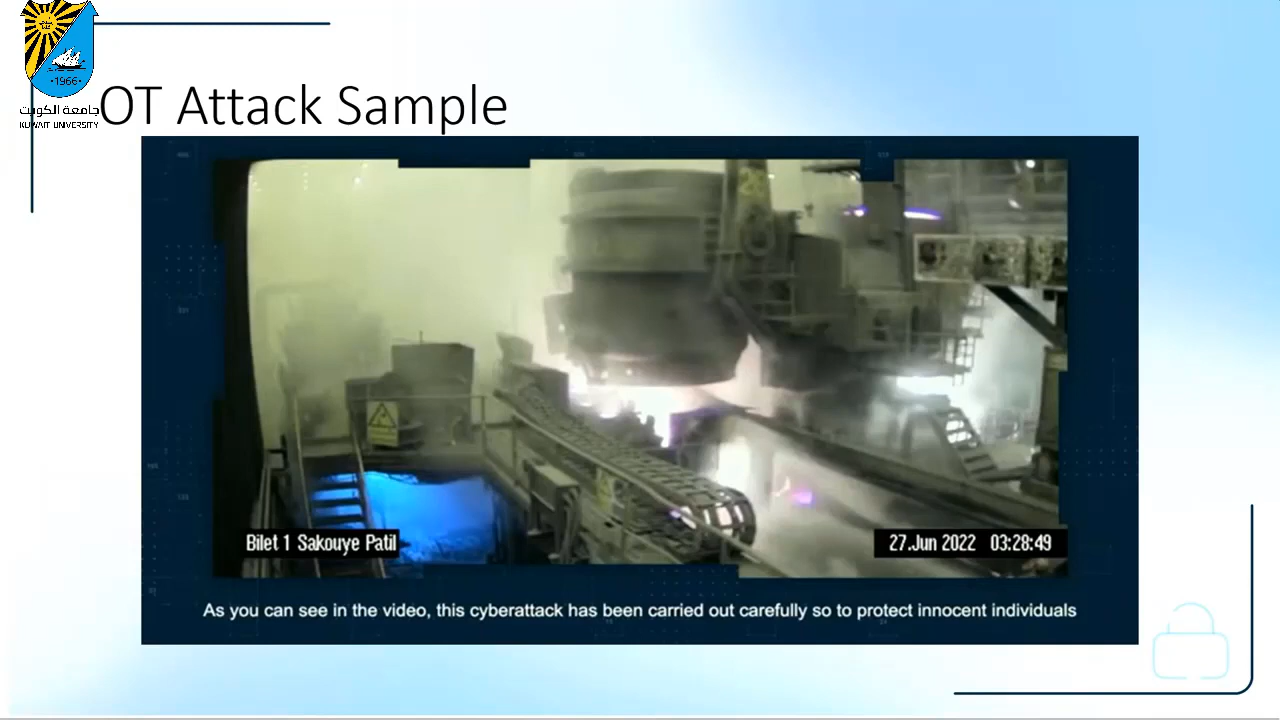 ·1966·
جامعة الكويت
KUWAIT UNIVERSITY
OT Attack Sample
Bilet 1 Sakouye Patil
27.Jun 2022 03:28:49
As you can see in the video, this cyberattack has been carried out carefully so to protect innocent individuals